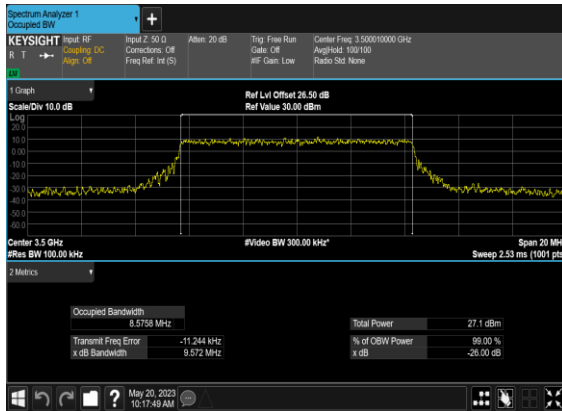 Spectrum Analyzer 1
Occupied BW
KEYSIGHT Input: RF Input Z: 50 Ω Atten: 20 dB Trig: Free Run Center Freq: 3.500010000 GHz
R T Coupling: DC Corrections: Off Gate: Off Avg|Hold: 100/100
Align: Off Freq Ref: Int (S) #IF Gain: Low Radio Std: None
1 Graph
Ref Lvl Offset 26.50 dB
Scale/Div 10.0 dB Ref Value 30.00 dBm
Log
20.0
10.0
0.00
-10.0
-20.0
-30.0
-40.0
-50.0
-60.0
Center 3.5 GHz #Video BW 300.00 kHz* Span 20 MH
#Res BW 100.00 kHz Sweep 2.53 ms (1001 pts
2 Metrics
Occupied Bandwidth
8.5758 MHz Total Power 27.1 dBm
Transmit Freq Error -11.244 kHz % of OBW Power 99.00 %
x dB Bandwidth 9.572 MHz x dB -26.00 dB
May 20, 2023
10:17:49 AM